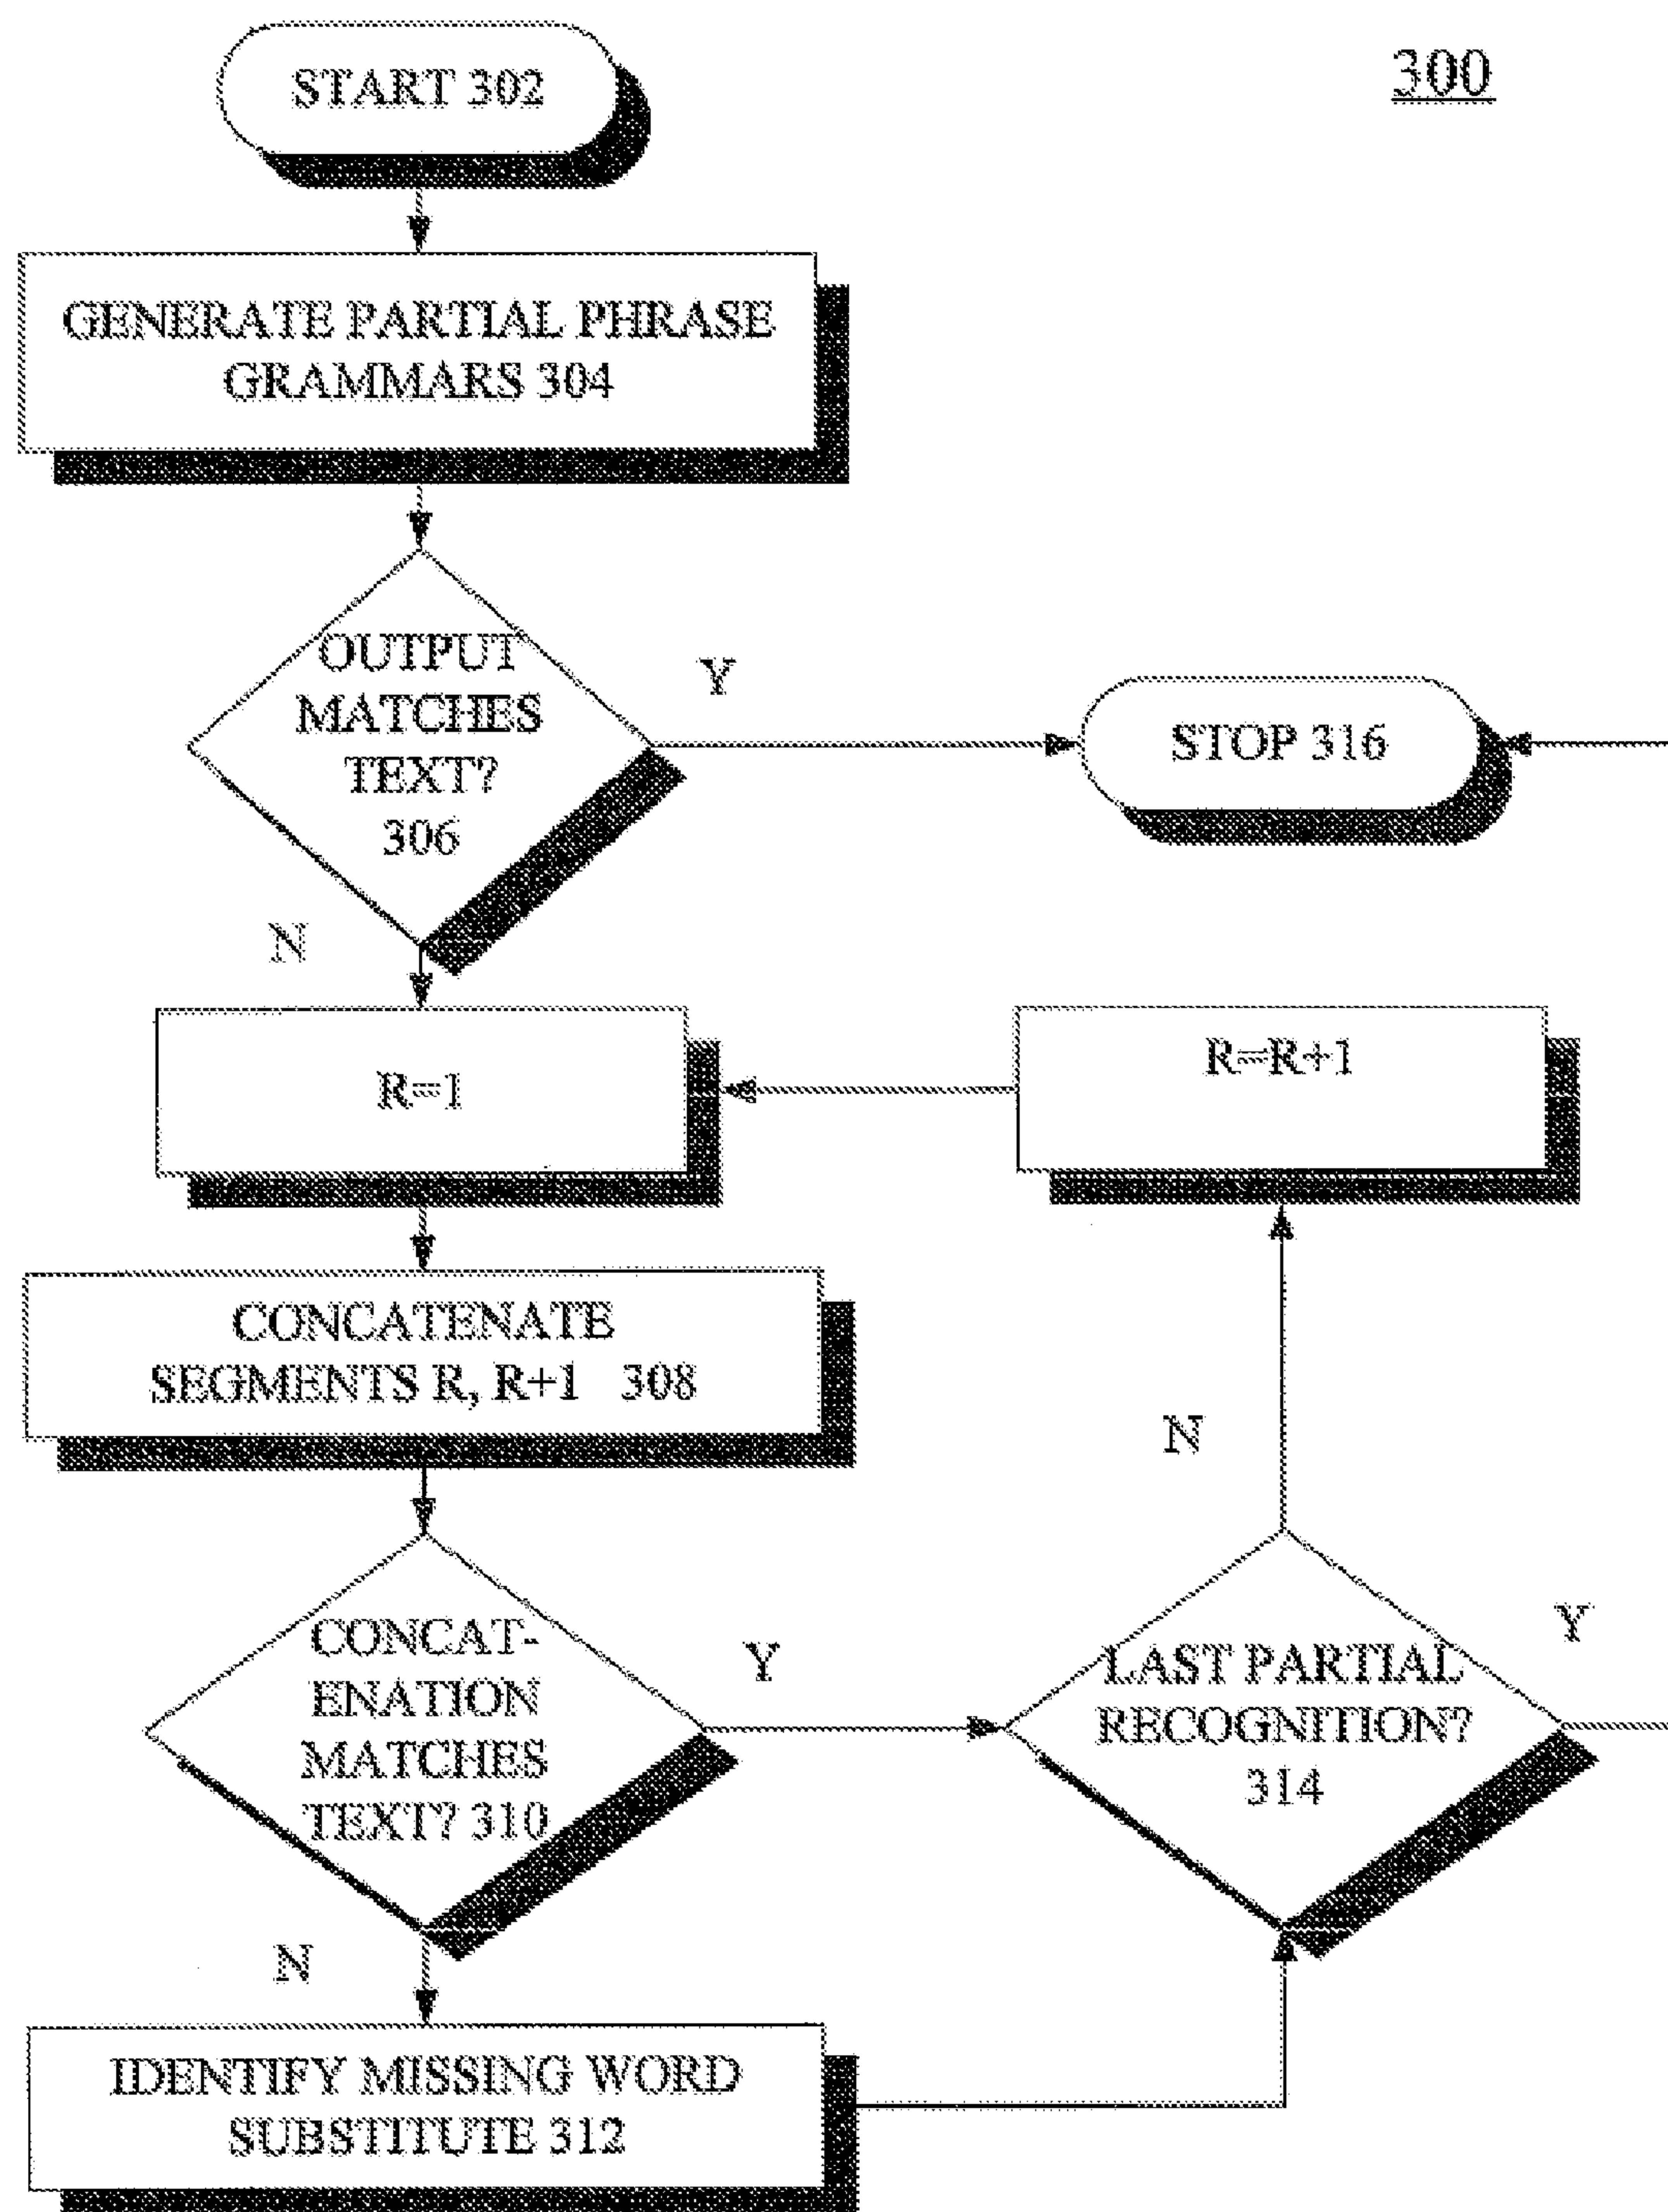 300
START 302
GENERATE PARTIAL PHRASE
GRAMMARS 304
OUTPUT
MATCHES
TEXT?
306
Y
STOP 316
N
R=1
R=R+1
CONCATENATE
SEGMENTS R, R+1 308
N
CONCAT-
ENATION
MATCHES
TEXT? 310
Y
LAST PARTIAL
RECOGNITION?
314
Y
N
IDENTIFY MISSING WORD
SUBSTITUTE 312